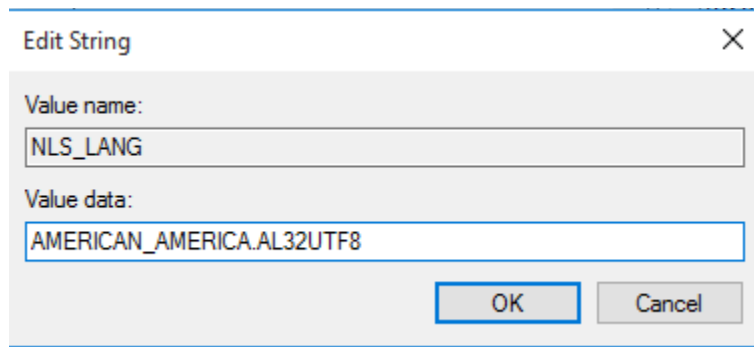 Edit String
Value name:
NLS_LANG
Value data:
AMERICAN_AMERICA.AL32UTF8
OK Cancel